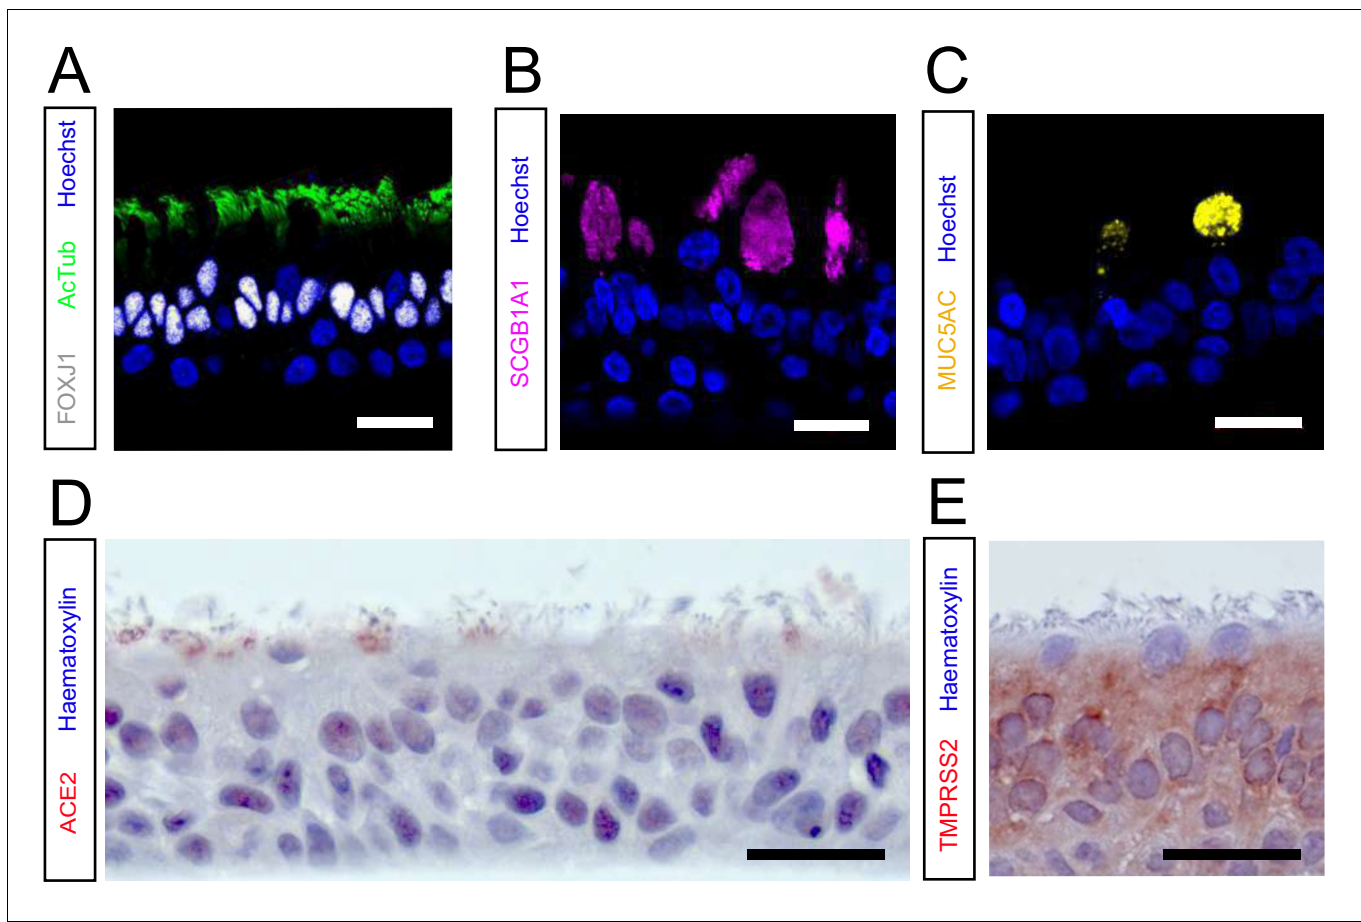 A
FOXJ1 AcTub Hoechst
B
SCGB1A1 Hoechst
C
MUC5AC Hoechst
D
ACE2 Haematoxylin
E
TMPRSS2 Haematoxylin